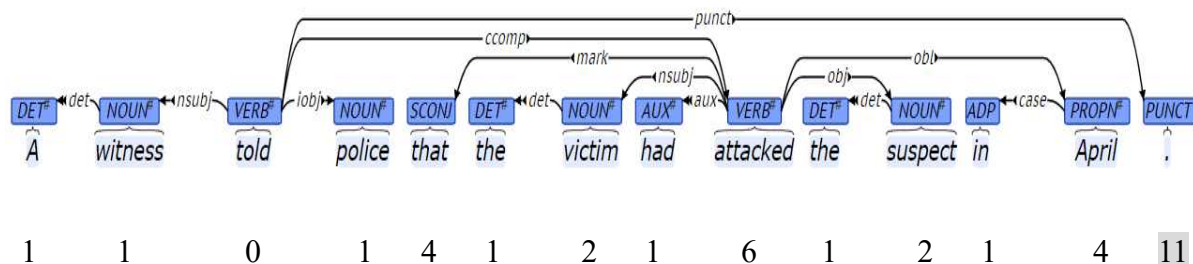 punct
ccomp
mark obl
nsubj obj
det nsubj iobj det aux det case
DET# NOUN# VERB# NOUN# SCONJ DET# NOUN# AUX# VERB# DET# NOUN# ADP PROPN# PUNCT
A witness told police that the victim had attacked the suspect in April .
1 1 0 1 4 1 2 1 6 1 2 1 4 11